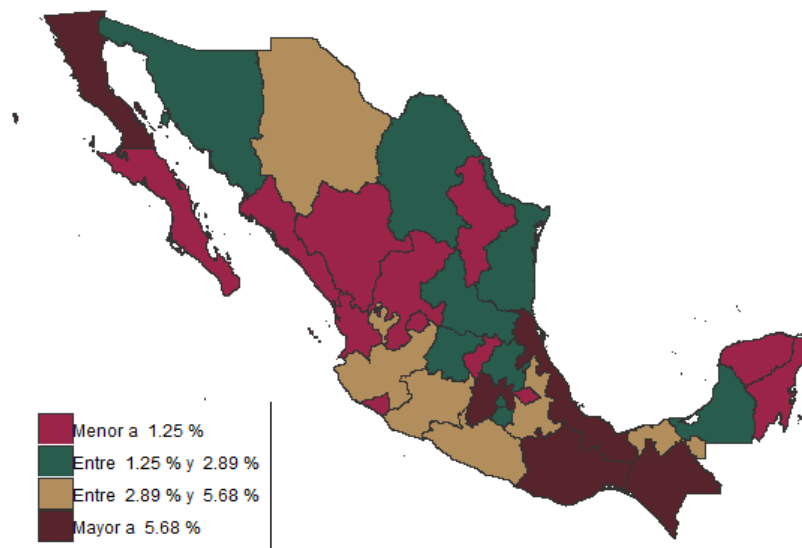 Menor a 1.25 %
Entre 1.25 % y 2.89 %
Entre 2.89 % y 5.68 %
Mayor a 5.68 %